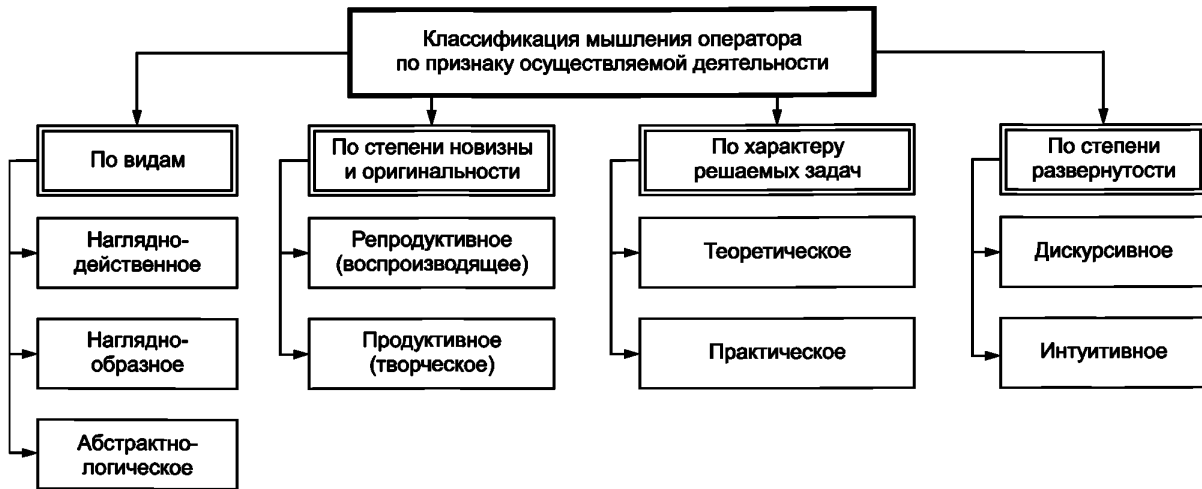 Классификация мышления оператора
по признаку осуществляемой деятельности
По видам
Наглядно-
действенное
Наглядно-
образное
Абстрактно-
логическое
По степени новизны
и оригинальности
Репродуктивное
(воспроизводящее)
Продуктивное
(творческое)
По характеру
решаемых задач
Теоретическое
Практическое
По степени
развернутости
Дискурсивное
Интуитивное